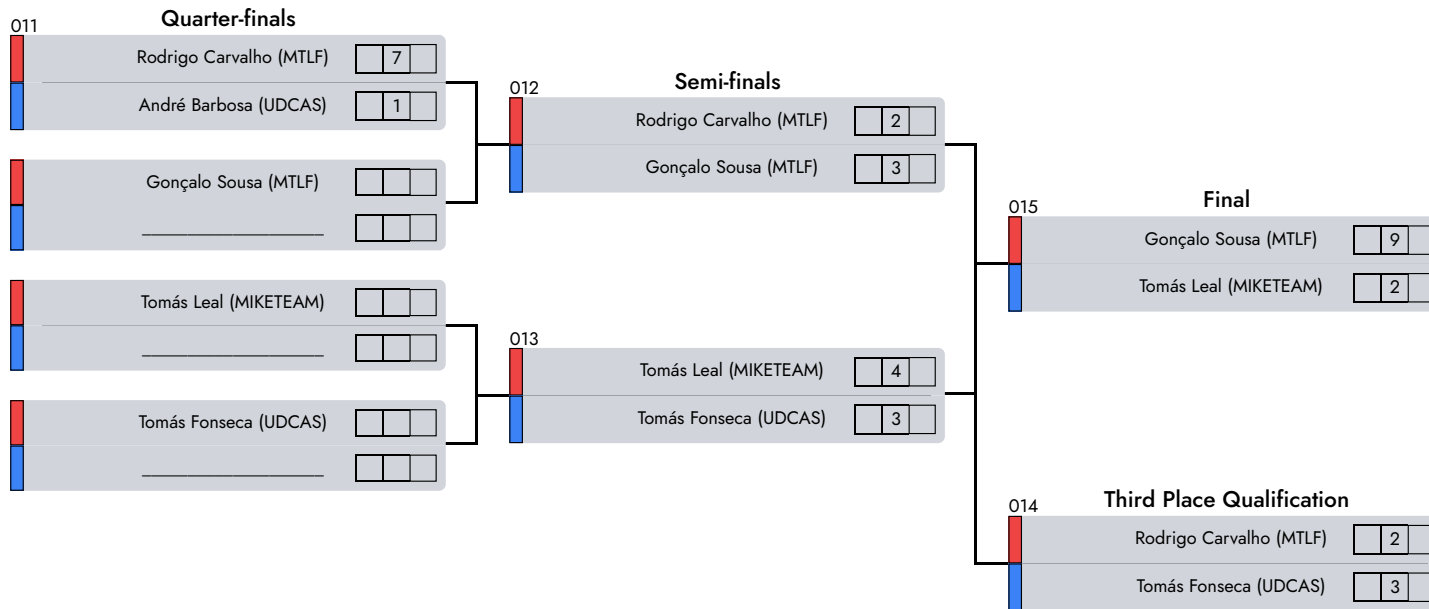 Quarter-finals
011
Rodrigo Carvalho (MTLF) 7
André Barbosa (UDCAS) 1
Gonçalo Sousa (MTLF)
____________________
Tomás Leal (MIKETEAM)
____________________
Tomás Fonseca (UDCAS)
____________________
Semi-finals
012
Rodrigo Carvalho (MTLF) 2
Gonçalo Sousa (MTLF) 3
013
Tomás Leal (MIKETEAM) 4
Tomás Fonseca (UDCAS) 3
Final
015
Gonçalo Sousa (MTLF) 9
Tomás Leal (MIKETEAM) 2
Third Place Qualification
014
Rodrigo Carvalho (MTLF) 2
Tomás Fonseca (UDCAS) 3